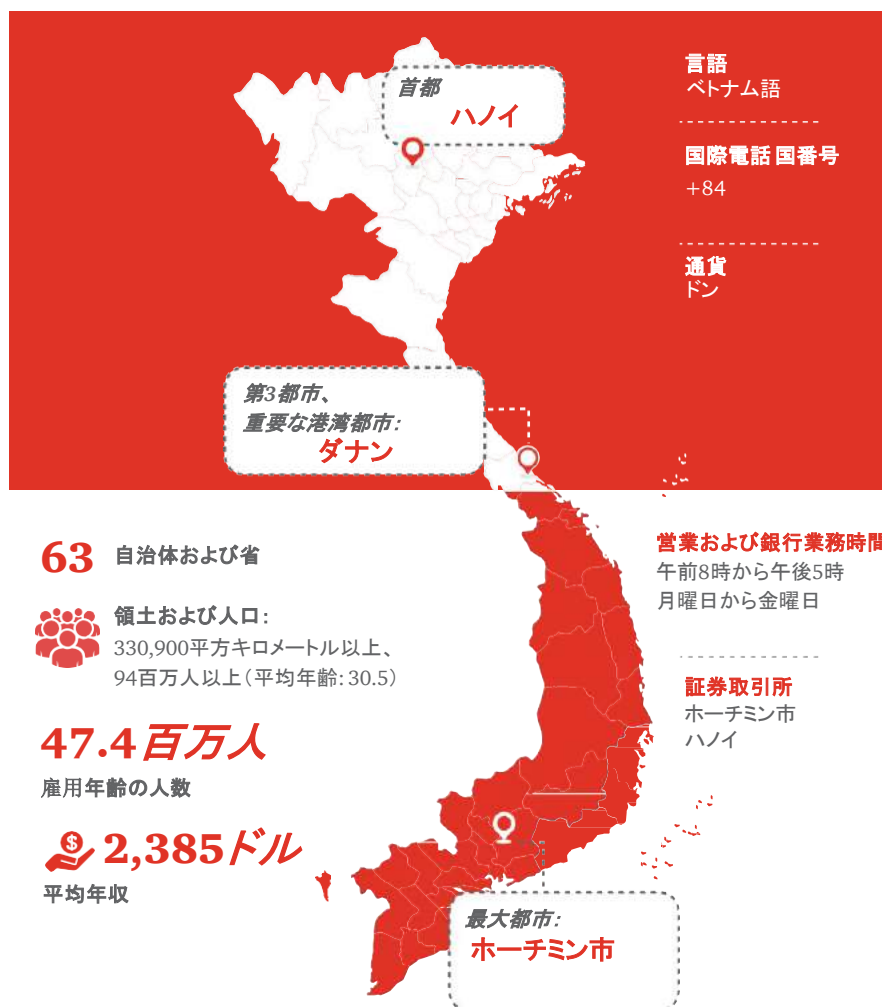 首都
ハノイ
言語
ベトナム語
国際電話 国番号
+84
通貨
ドン
第3都市、
重要な港湾都市:
ダナン
63 自治体および省
領土および人口:
330,900平方キロメートル以上、
94百万人以上(平均年齢: 30.5)
47.4百万人
雇用年齢の人数
$
2,385ドル
平均年収
営業および銀行業務時間
午前8時から午後5時
月曜日から金曜日
証券取引所
ホーチミン市
ハノイ
最大都市:
ホーチミン市